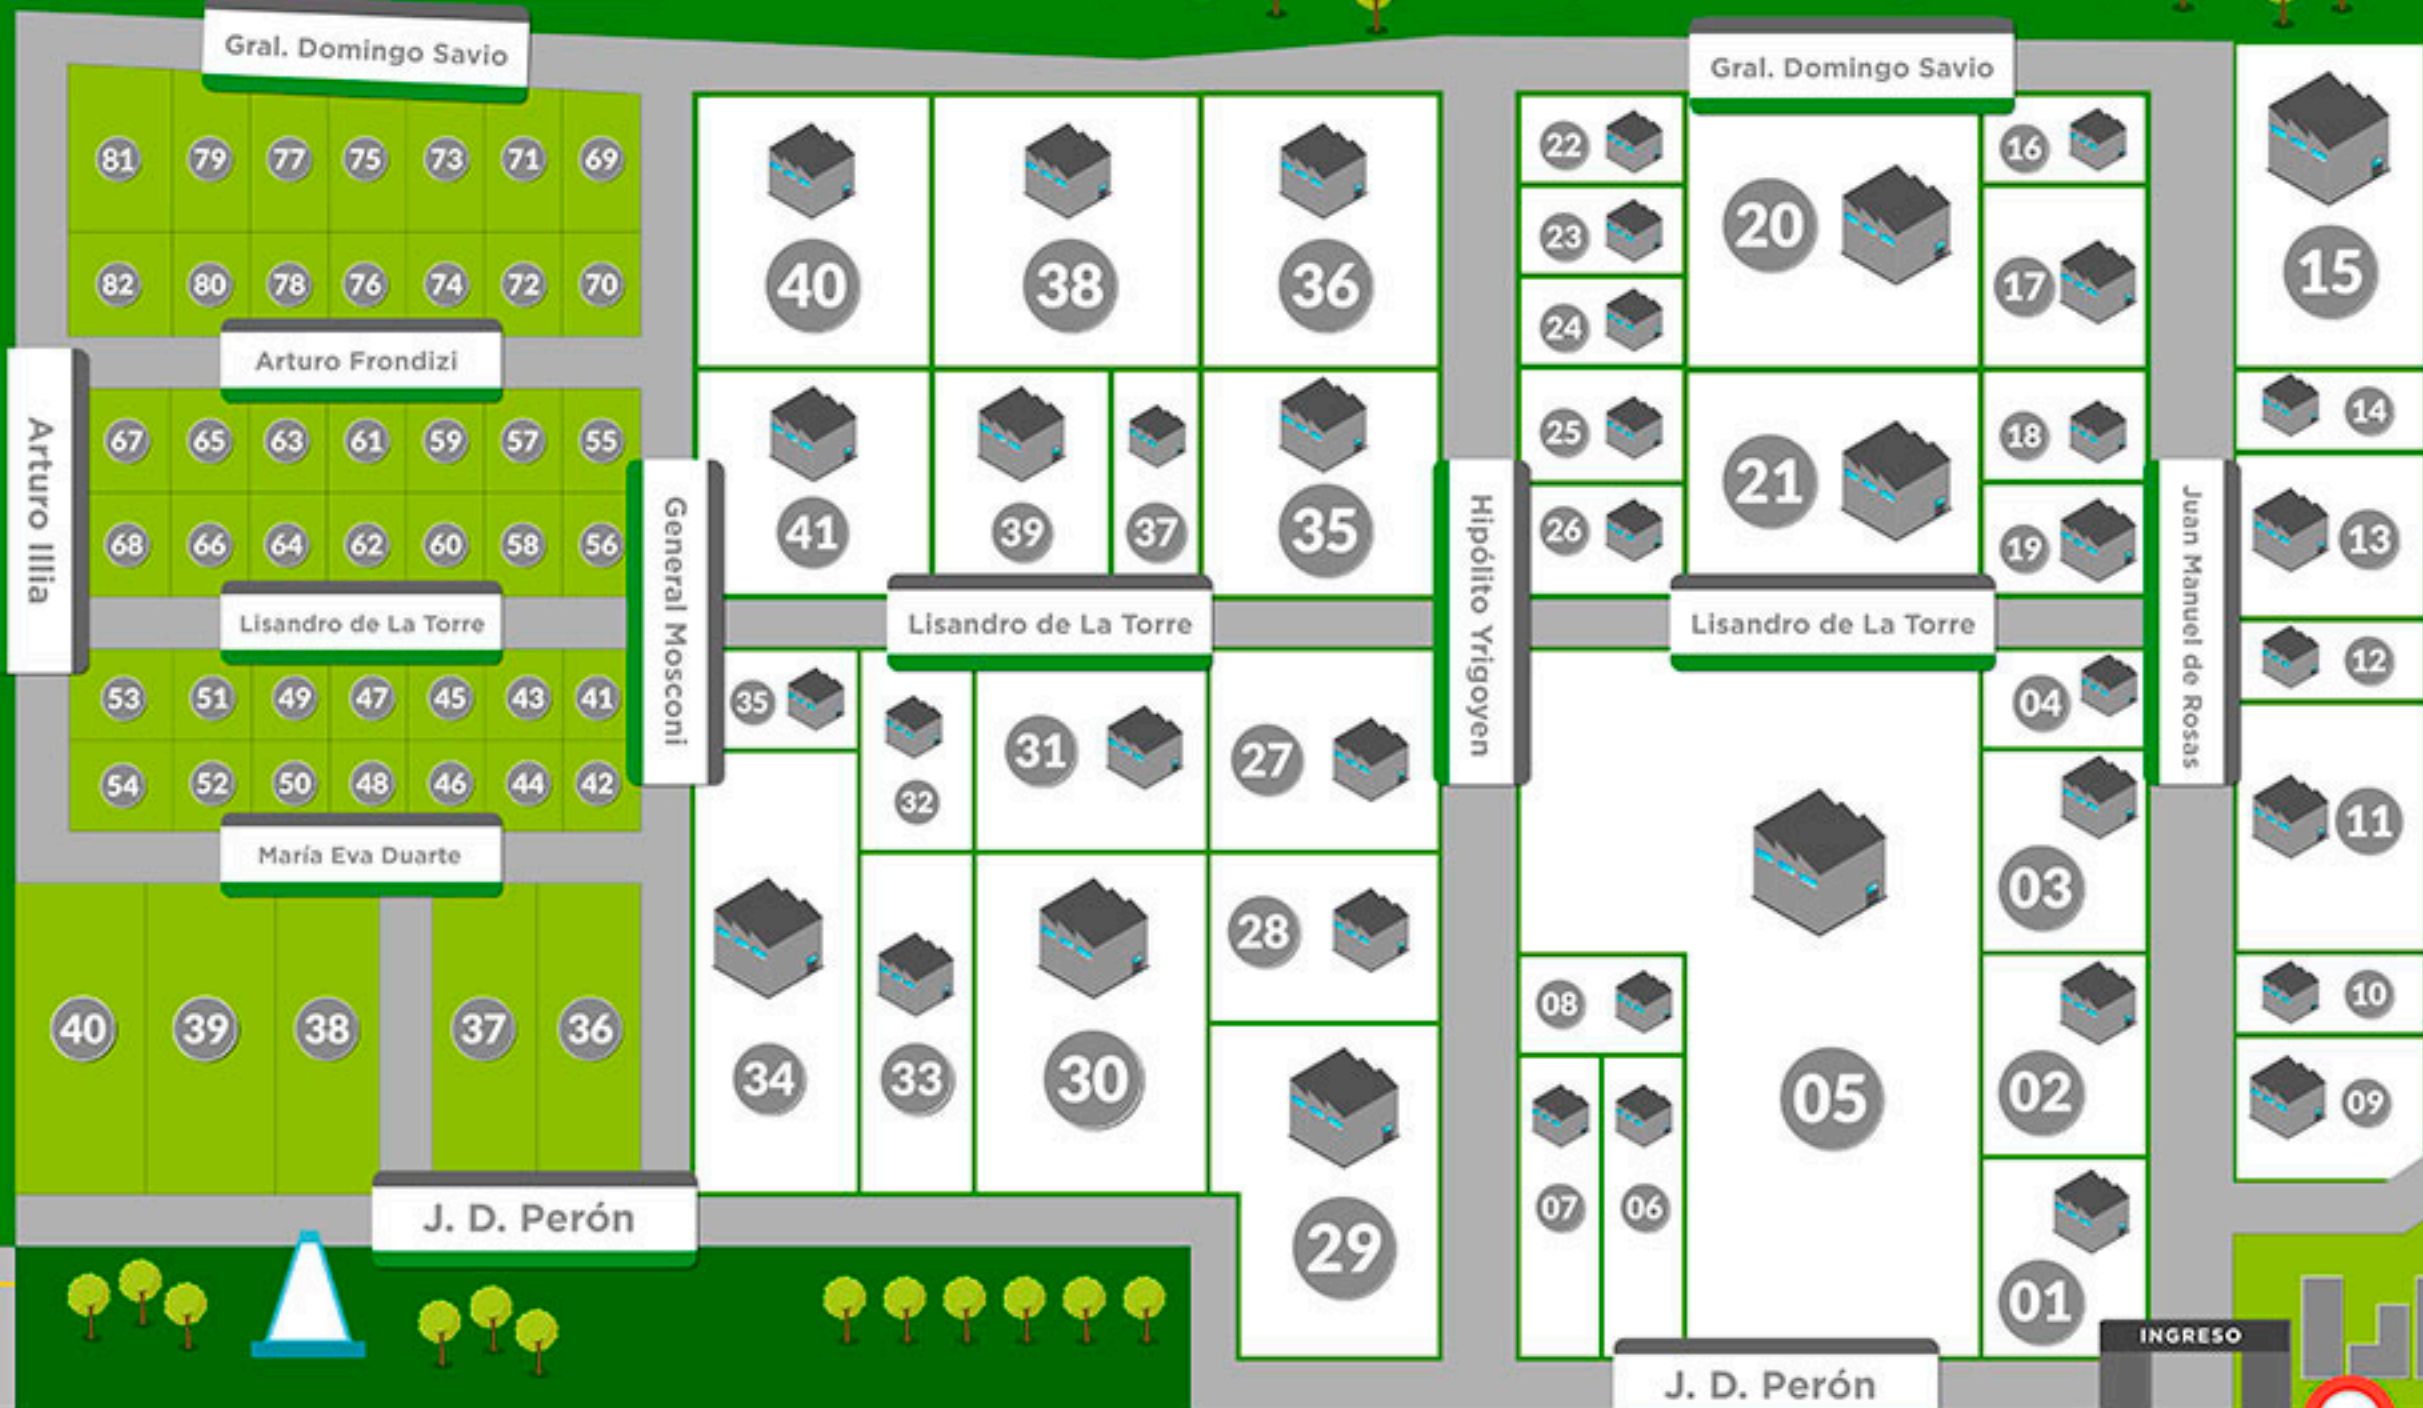 Gral. Domingo Savio
Gral. Domingo Savio
81 79 77 75 73 71 69
82 80 78 76 74 72 70
Arturo Frondizi
67 65 63 61 59 57 55
68 66 64 62 60 58 56
Lisandro de La Torre
53 51 49 47 45 43 41
54 52 50 48 46 44 42
María Eva Duarte
40 39 38 37 36
J. D. Perón
Arturo Illia
General Mosconi
40 38 36
41 39 37 35
Lisandro de La Torre
35
32
31
27
28
34 33 30
29
Hipólito Yrigoyen
22
23
24
25
26
20
21
16
17
18
19
Lisandro de La Torre
04
03
02
01
05
08
07 06
J. D. Perón
Juan Manuel de Rosas
15
14
13
12
11
10
09
INGRESO